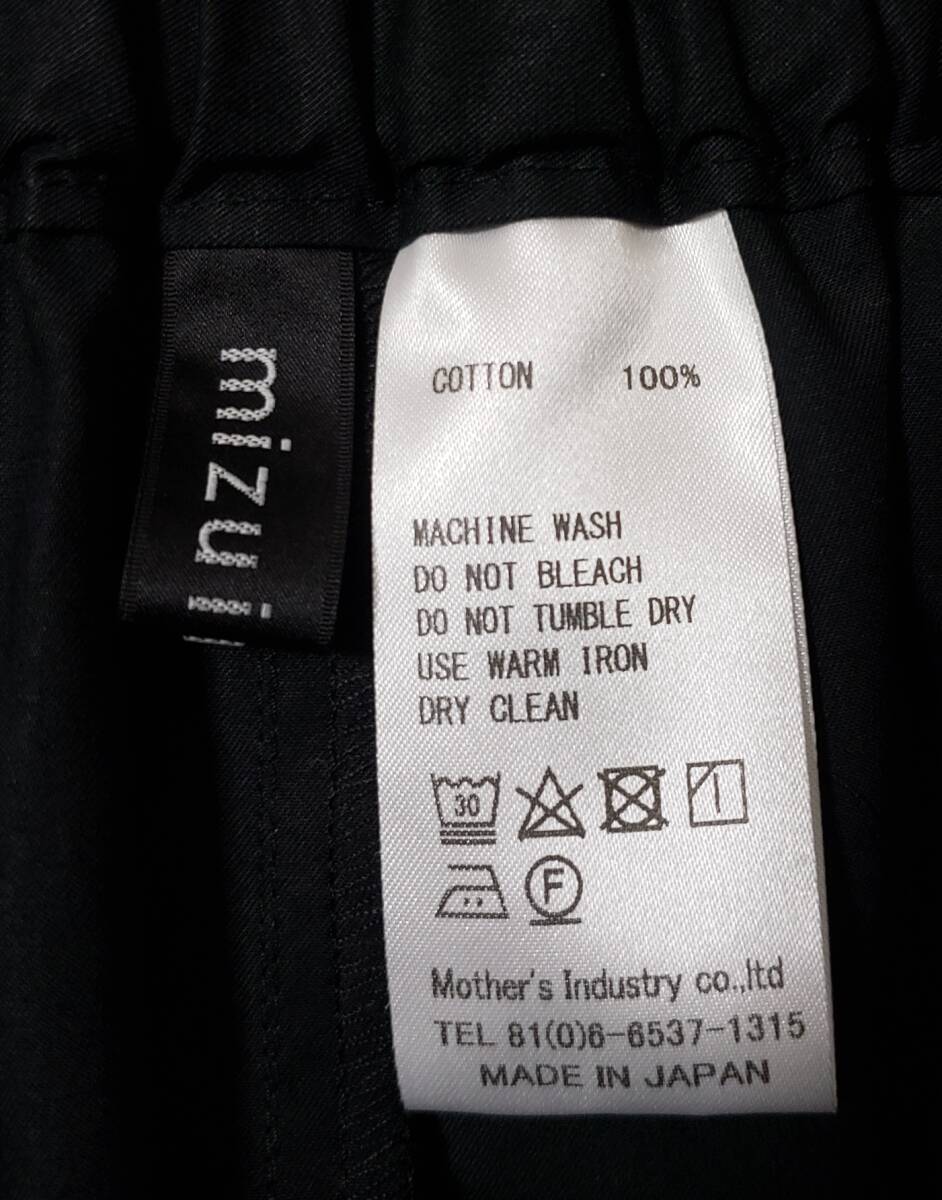 mizu i
COTTON 100%
MACHINE WASH
DO NOT BLEACH
DO NOT TUMBLE DRY
USE WARM IRON
DRY CLEAN
30
F
Mother's Industry co.,ltd
TEL 81(0)6-6537-1315
MADE IN JAPAN